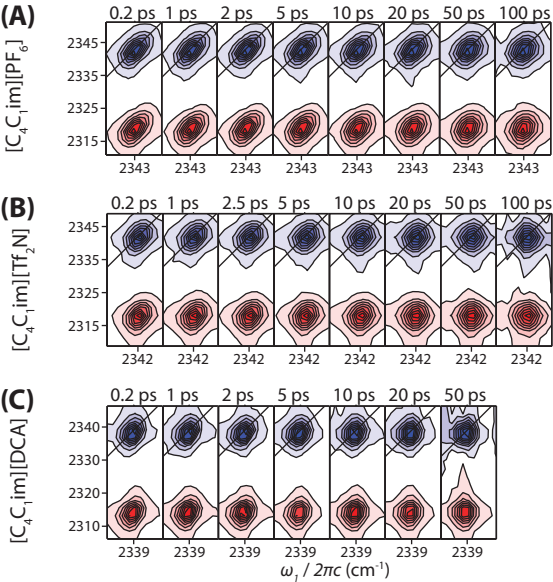 (A)
0.2 ps 1 ps 2 ps 5 ps 10 ps 20 ps 50 ps 100 ps
[C4C1im][PF6]
2345
2335
2325
2315
2343 2343 2343 2343 2343 2343 2343 2343
(B)
0.2 ps 1 ps 2.5 ps 5 ps 10 ps 20 ps 50 ps 100 ps
[C4C1im][Tf2N]
2345
2335
2325
2315
2342 2342 2342 2342 2342 2342 2342 2342
(C)
0.2 ps 1 ps 2 ps 5 ps 10 ps 20 ps 50 ps
[C4C1im][DCA]
2340
2330
2320
2310
2339 2339 2339 2339 2339 2339 2339
ω1 / 2πc (cm⁻¹)